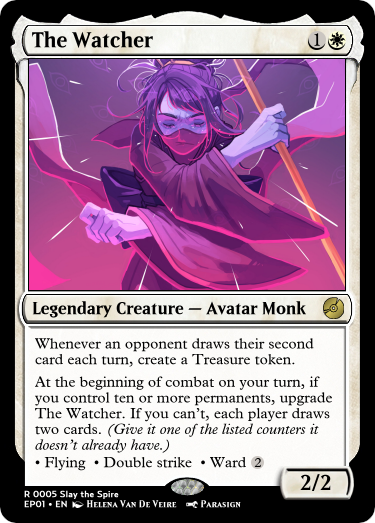 The Watcher 1
Legendary Creature — Avatar Monk
Whenever an opponent draws their second
card each turn, create a Treasure token.
At the beginning of combat on your turn, if
you control ten or more permanents, upgrade
The Watcher. If you can't, each player draws
two cards. (Give it one of the listed counters it
doesn't already have.)
• Flying • Double strike • Ward 2
2/2
R 0005 Slay the Spire
EP01 • EN Helena Van De Veire Parasign